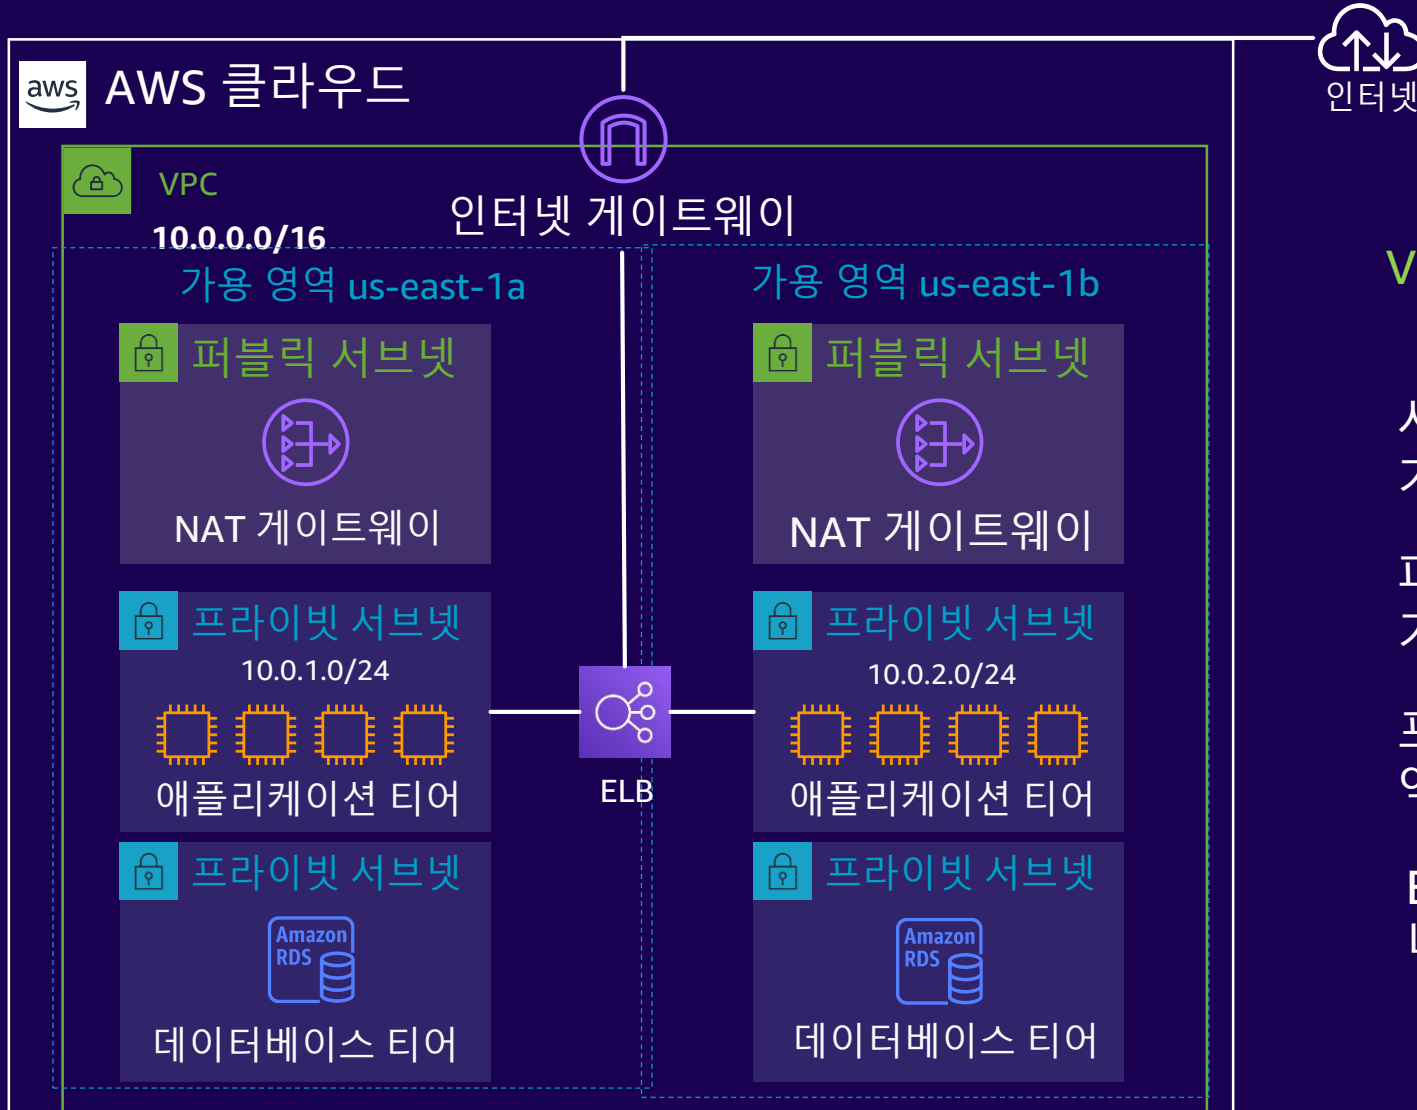 인터넷
aws
AWS 클라우드
VPC
10.0.0.0/16
인터넷 게이트웨이
가용 영역 us-east-1a
가용 영역 us-east-1b
퍼블릭 서브넷
퍼블릭 서브넷
NAT 게이트웨이
NAT 게이트웨이
프라이빗 서브넷
프라이빗 서브넷
10.0.1.0/24
10.0.2.0/24
애플리케이션 티어
ELB
애플리케이션 티어
프라이빗 서브넷
프라이빗 서브넷
Amazon
RDS
Amazon
RDS
데이터베이스 티어
데이터베이스 티어